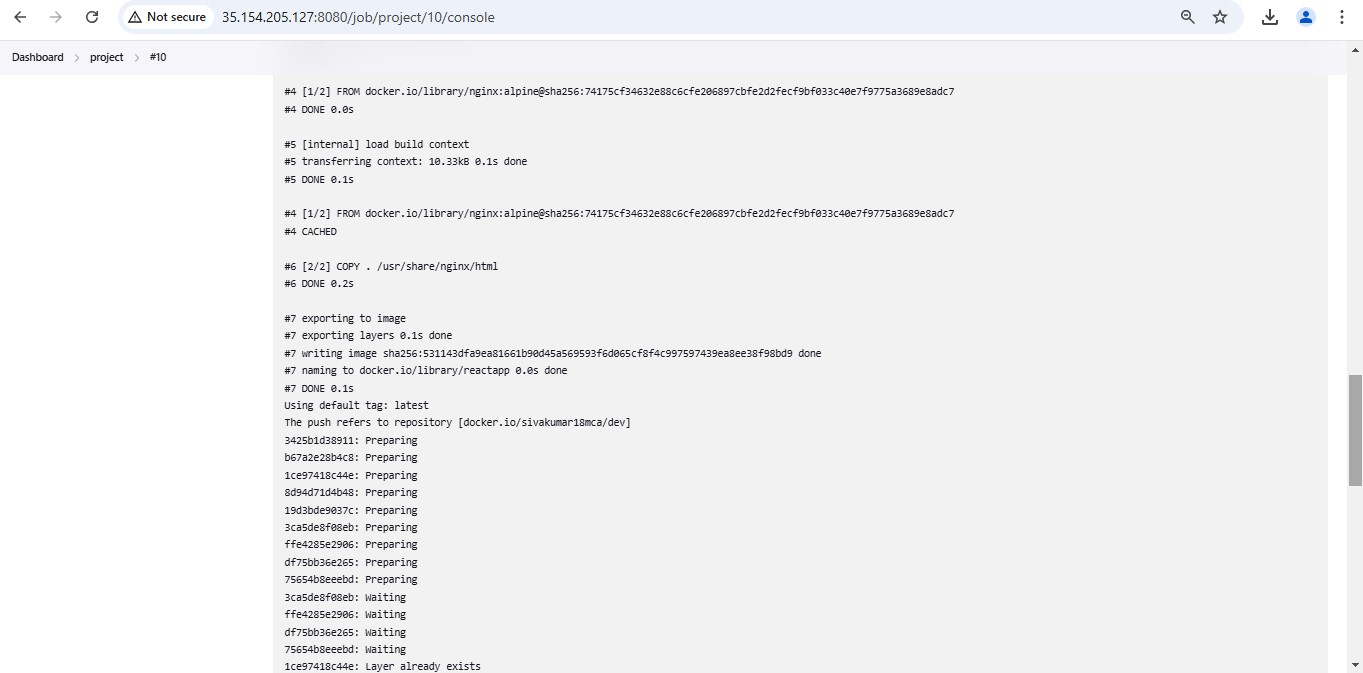 Not secure 35.154.205.127:8080/job/project/10/console
Dashboard > project > #10
#4 [1/2] FROM docker.io/library/nginx:alpine@sha256:74175cf34632e88c6cfe206897cbfe2d2fecf9bf033c40e7f9775a3689e8adc7
#4 DONE 0.0s
#5 [internal] load build context
#5 transferring context: 10.33kB 0.1s done
#5 DONE 0.1s
#4 [1/2] FROM docker.io/library/nginx:alpine@sha256:74175cf34632e88c6cfe206897cbfe2d2fecf9bf033c40e7f9775a3689e8adc7
#4 CACHED
#6 [2/2] COPY . /usr/share/nginx/html
#6 DONE 0.2s
#7 exporting to image
#7 exporting layers 0.1s done
#7 writing image sha256:531143dfa9ea81661b90d45a569593f6d065cf8f4c997597439ea8ee38f98bd9 done
#7 naming to docker.io/library/reactapp 0.0s done
#7 DONE 0.1s
Using default tag: latest
The push refers to repository [docker.io/sivakumar18mca/dev]
3425b1d38911: Preparing
b67a2e28b4c8: Preparing
1ce97418c44e: Preparing
8d94d71d4b48: Preparing
19d3bde9037c: Preparing
3ca5de8f08eb: Preparing
ffe4285e2906: Preparing
df75bb36e265: Preparing
75654b8eeebd: Preparing
3ca5de8f08eb: Waiting
ffe4285e2906: Waiting
df75bb36e265: Waiting
75654b8eeebd: Waiting
1ce97418c44e: Layer already exists